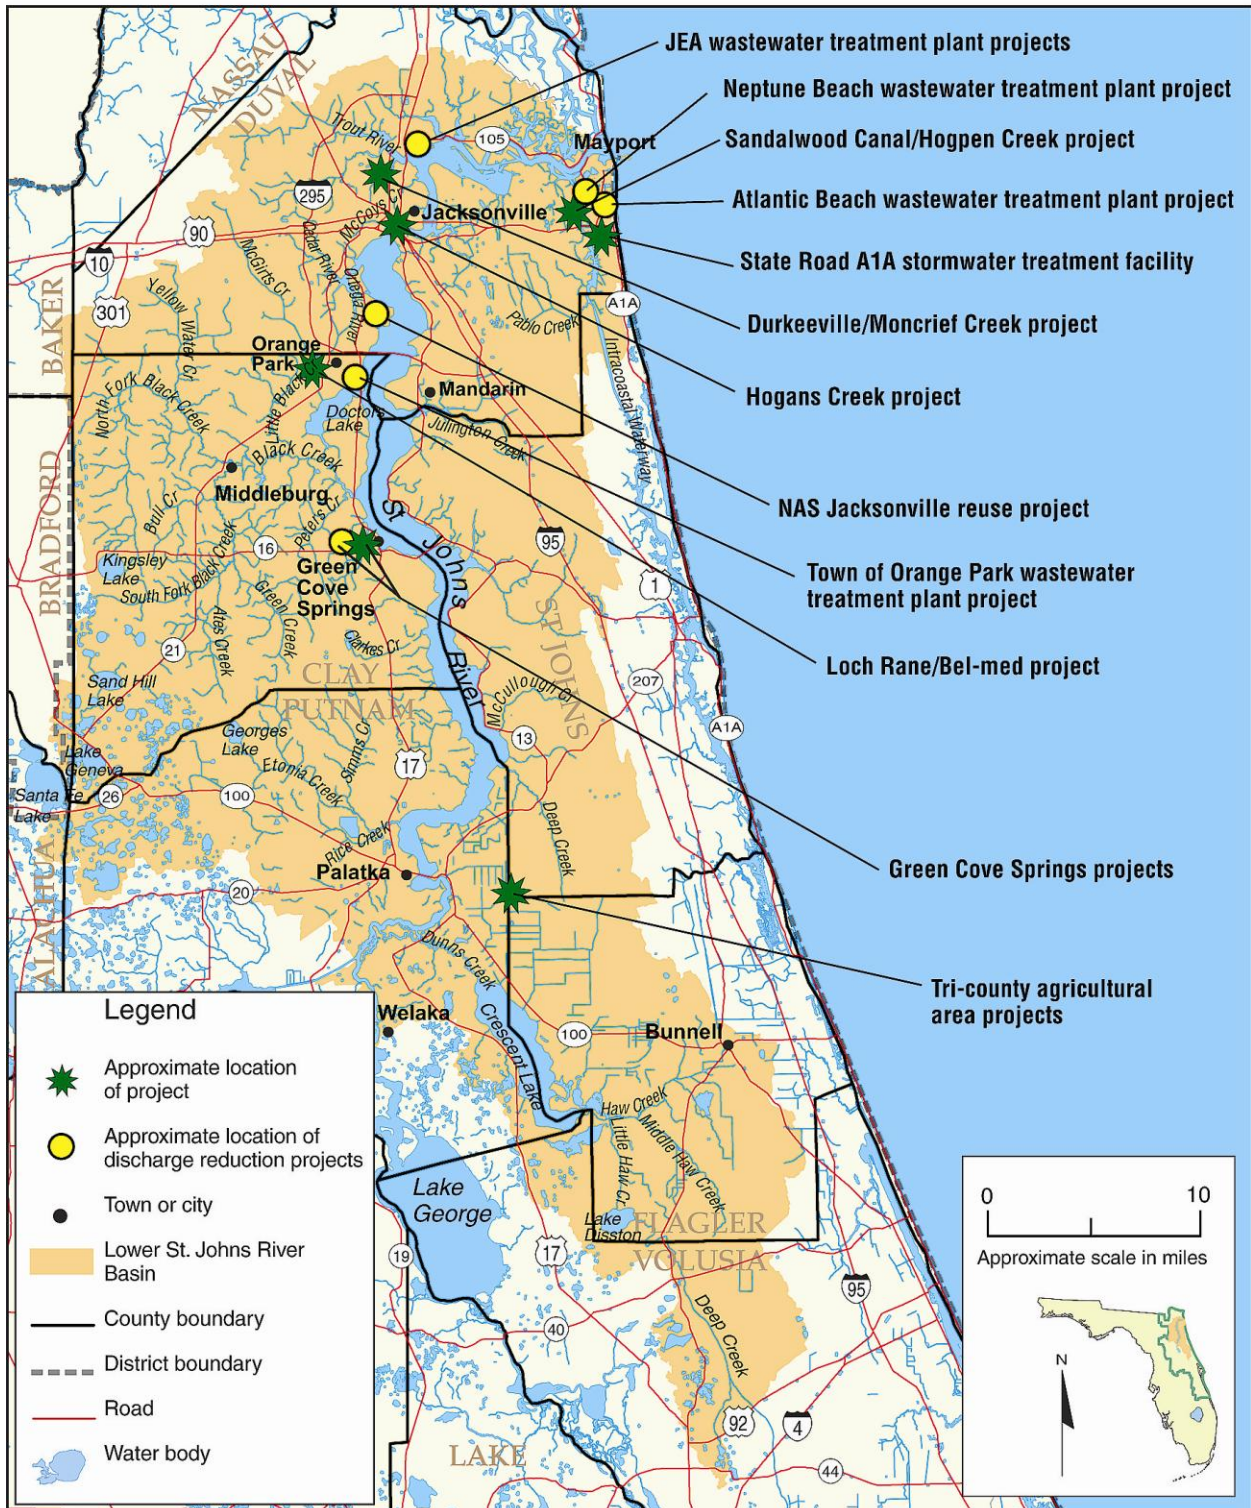 JEA wastewater treatment plant projects
Neptune Beach wastewater treatment plant project
Sandalwood Canal/Hogpen Creek project
Atlantic Beach wastewater treatment plant project
State Road A1A stormwater treatment facility
Durkeeville/Moncrief Creek project
Hogans Creek project
NAS Jacksonville reuse project
Town of Orange Park wastewater
treatment plant project
Loch Rane/Bel-med project
Green Cove Springs projects
Tri-county agricultural
area projects
NASSAU
DUVAL
Trout River
105
Mayport
295
McCoys Cr
Jacksonville
90
10
McGirts Cr
Cedar River
Ortega River
301
Yellow Water Cr
Pablo Creek
A1A
BAKER
Orange
Park
Mandarin
Intracoastal Waterway
North Fork Black Creek
Little Black Cr
Doctors
Lake
Julington Creek
Black Creek
Middleburg
BRADFORD
Bull Cr
Peters Cr
St Johns River
95
16
Kingsley
Lake
Green
Cove
Springs
1
South Fork Black Creek
Ates Creek
Green Creek
Clarkes Cr
ST JOHNS
21
CLAY
PUTNAM
207
Sand Hill
Lake
McCullough Cr
A1A
Georges
Lake
Simms Cr
13
Lake
Geneva
17
Etonia Creek
Santa Fe
Lake
26
100
Deep Creek
Rice Creek
Palatka
20
ALACHUA
Dunns Creek
Welaka
Crescent Lake
100
Bunnell
Haw Creek
Little Haw Cr.
Middle Haw Creek
Lake
George
Lake
Disston
FLAGLER
VOLUSIA
19
17
95
40
Deep Creek
92
4
LAKE
44
Legend
Approximate location
of project
Approximate location of
discharge reduction projects
Town or city
Lower St. Johns River
Basin
County boundary
District boundary
Road
Water body
0 10
Approximate scale in miles
N